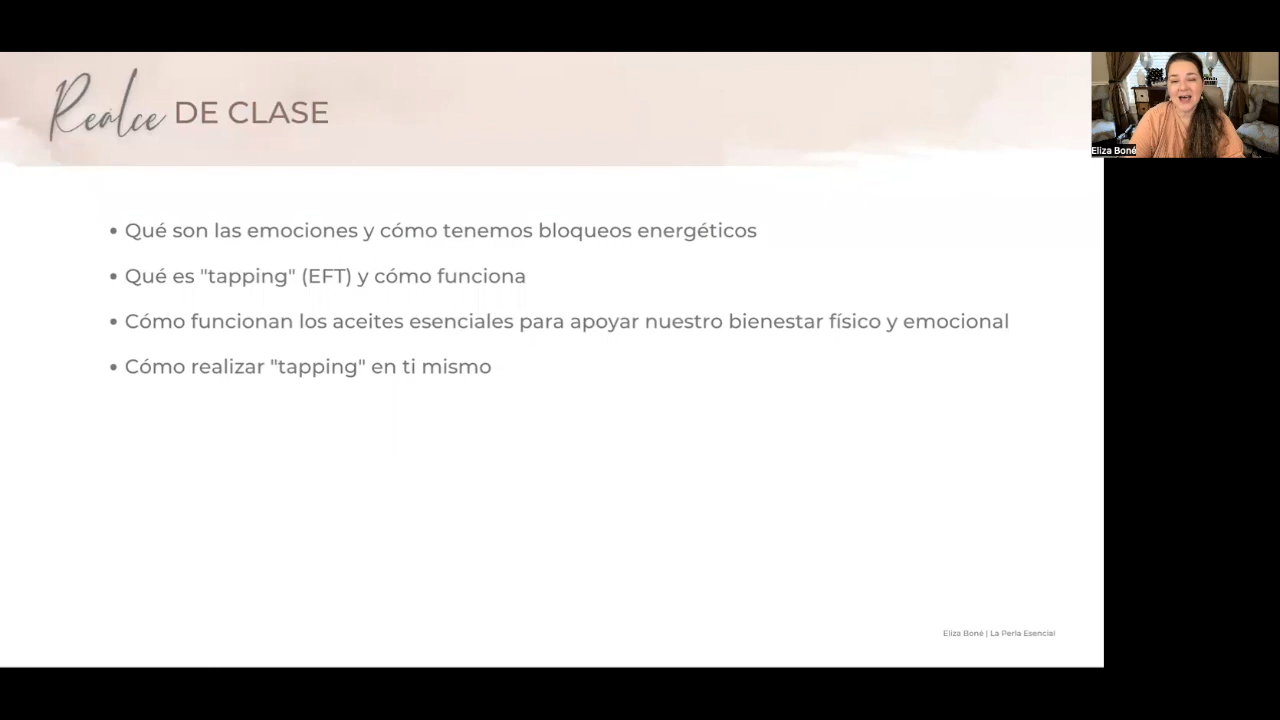 Realce DE CLASE
Eliza Boné
• Qué son las emociones y cómo tenemos bloqueos energéticos
• Qué es "tapping" (EFT) y cómo funciona
• Cómo funcionan los aceites esenciales para apoyar nuestro bienestar físico y emocional
• Cómo realizar "tapping" en ti mismo
Eliza Boné | La Perla Esencial